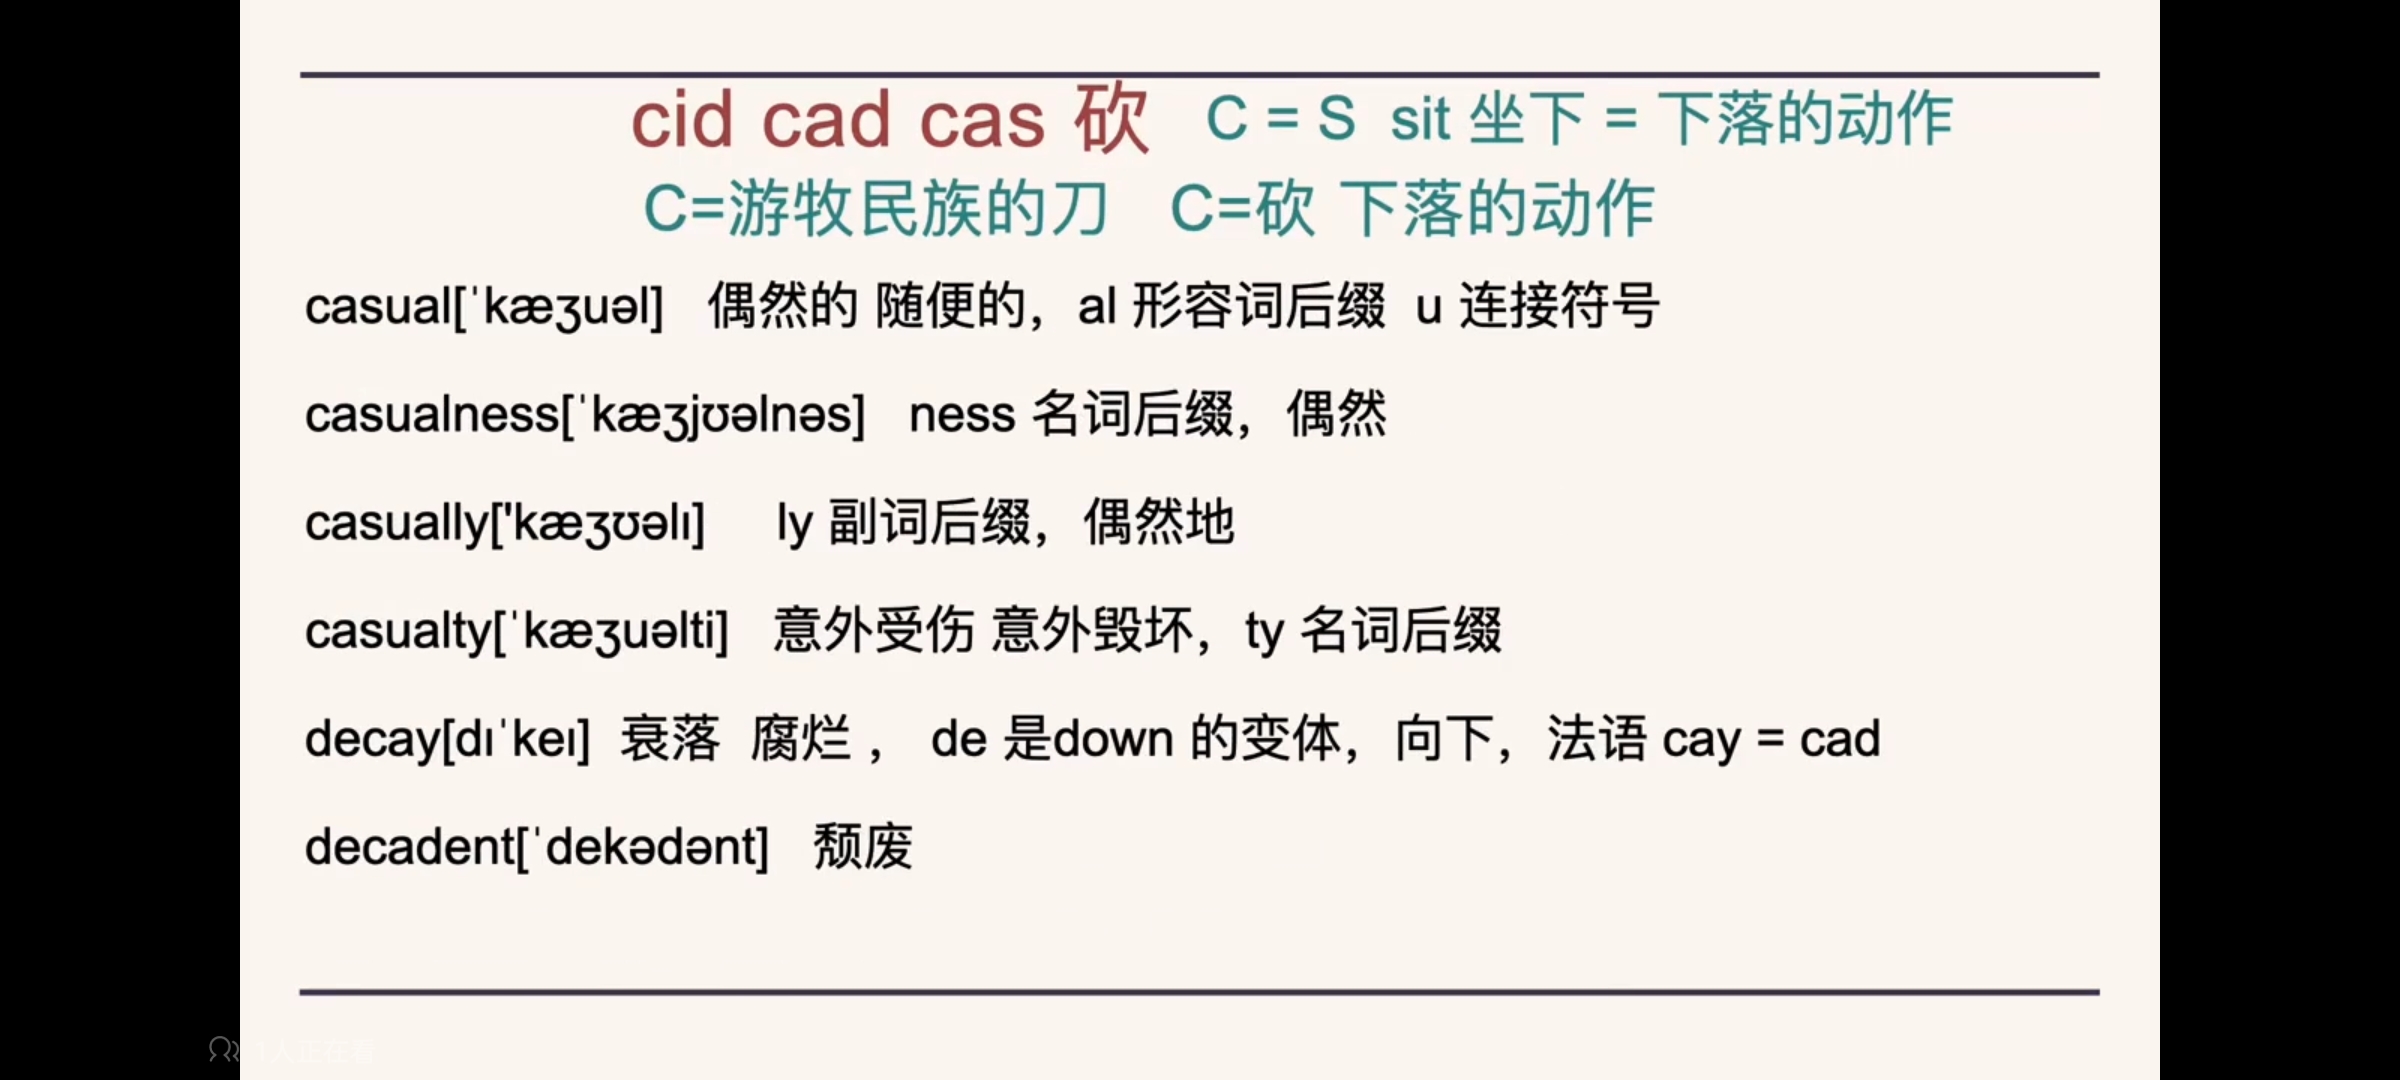 cid cad cas 砍 C = S sit 坐下 = 下落的动作
C=游牧民族的刀 C=砍 下落的动作
casual[ˈkæʒuəl] 偶然的 随便的，al 形容词后缀 u 连接符号
casualness[ˈkæʒjʊəlnəs] ness 名词后缀，偶然
casually['kæʒʊəlɪ] ly 副词后缀，偶然地
casualty[ˈkæʒuəlti] 意外受伤 意外毁坏，ty 名词后缀
decay[dɪˈkeɪ] 衰落 腐烂 ， de 是down 的变体，向下，法语 cay = cad
decadent[ˈdekədənt] 颓废
1人正在看